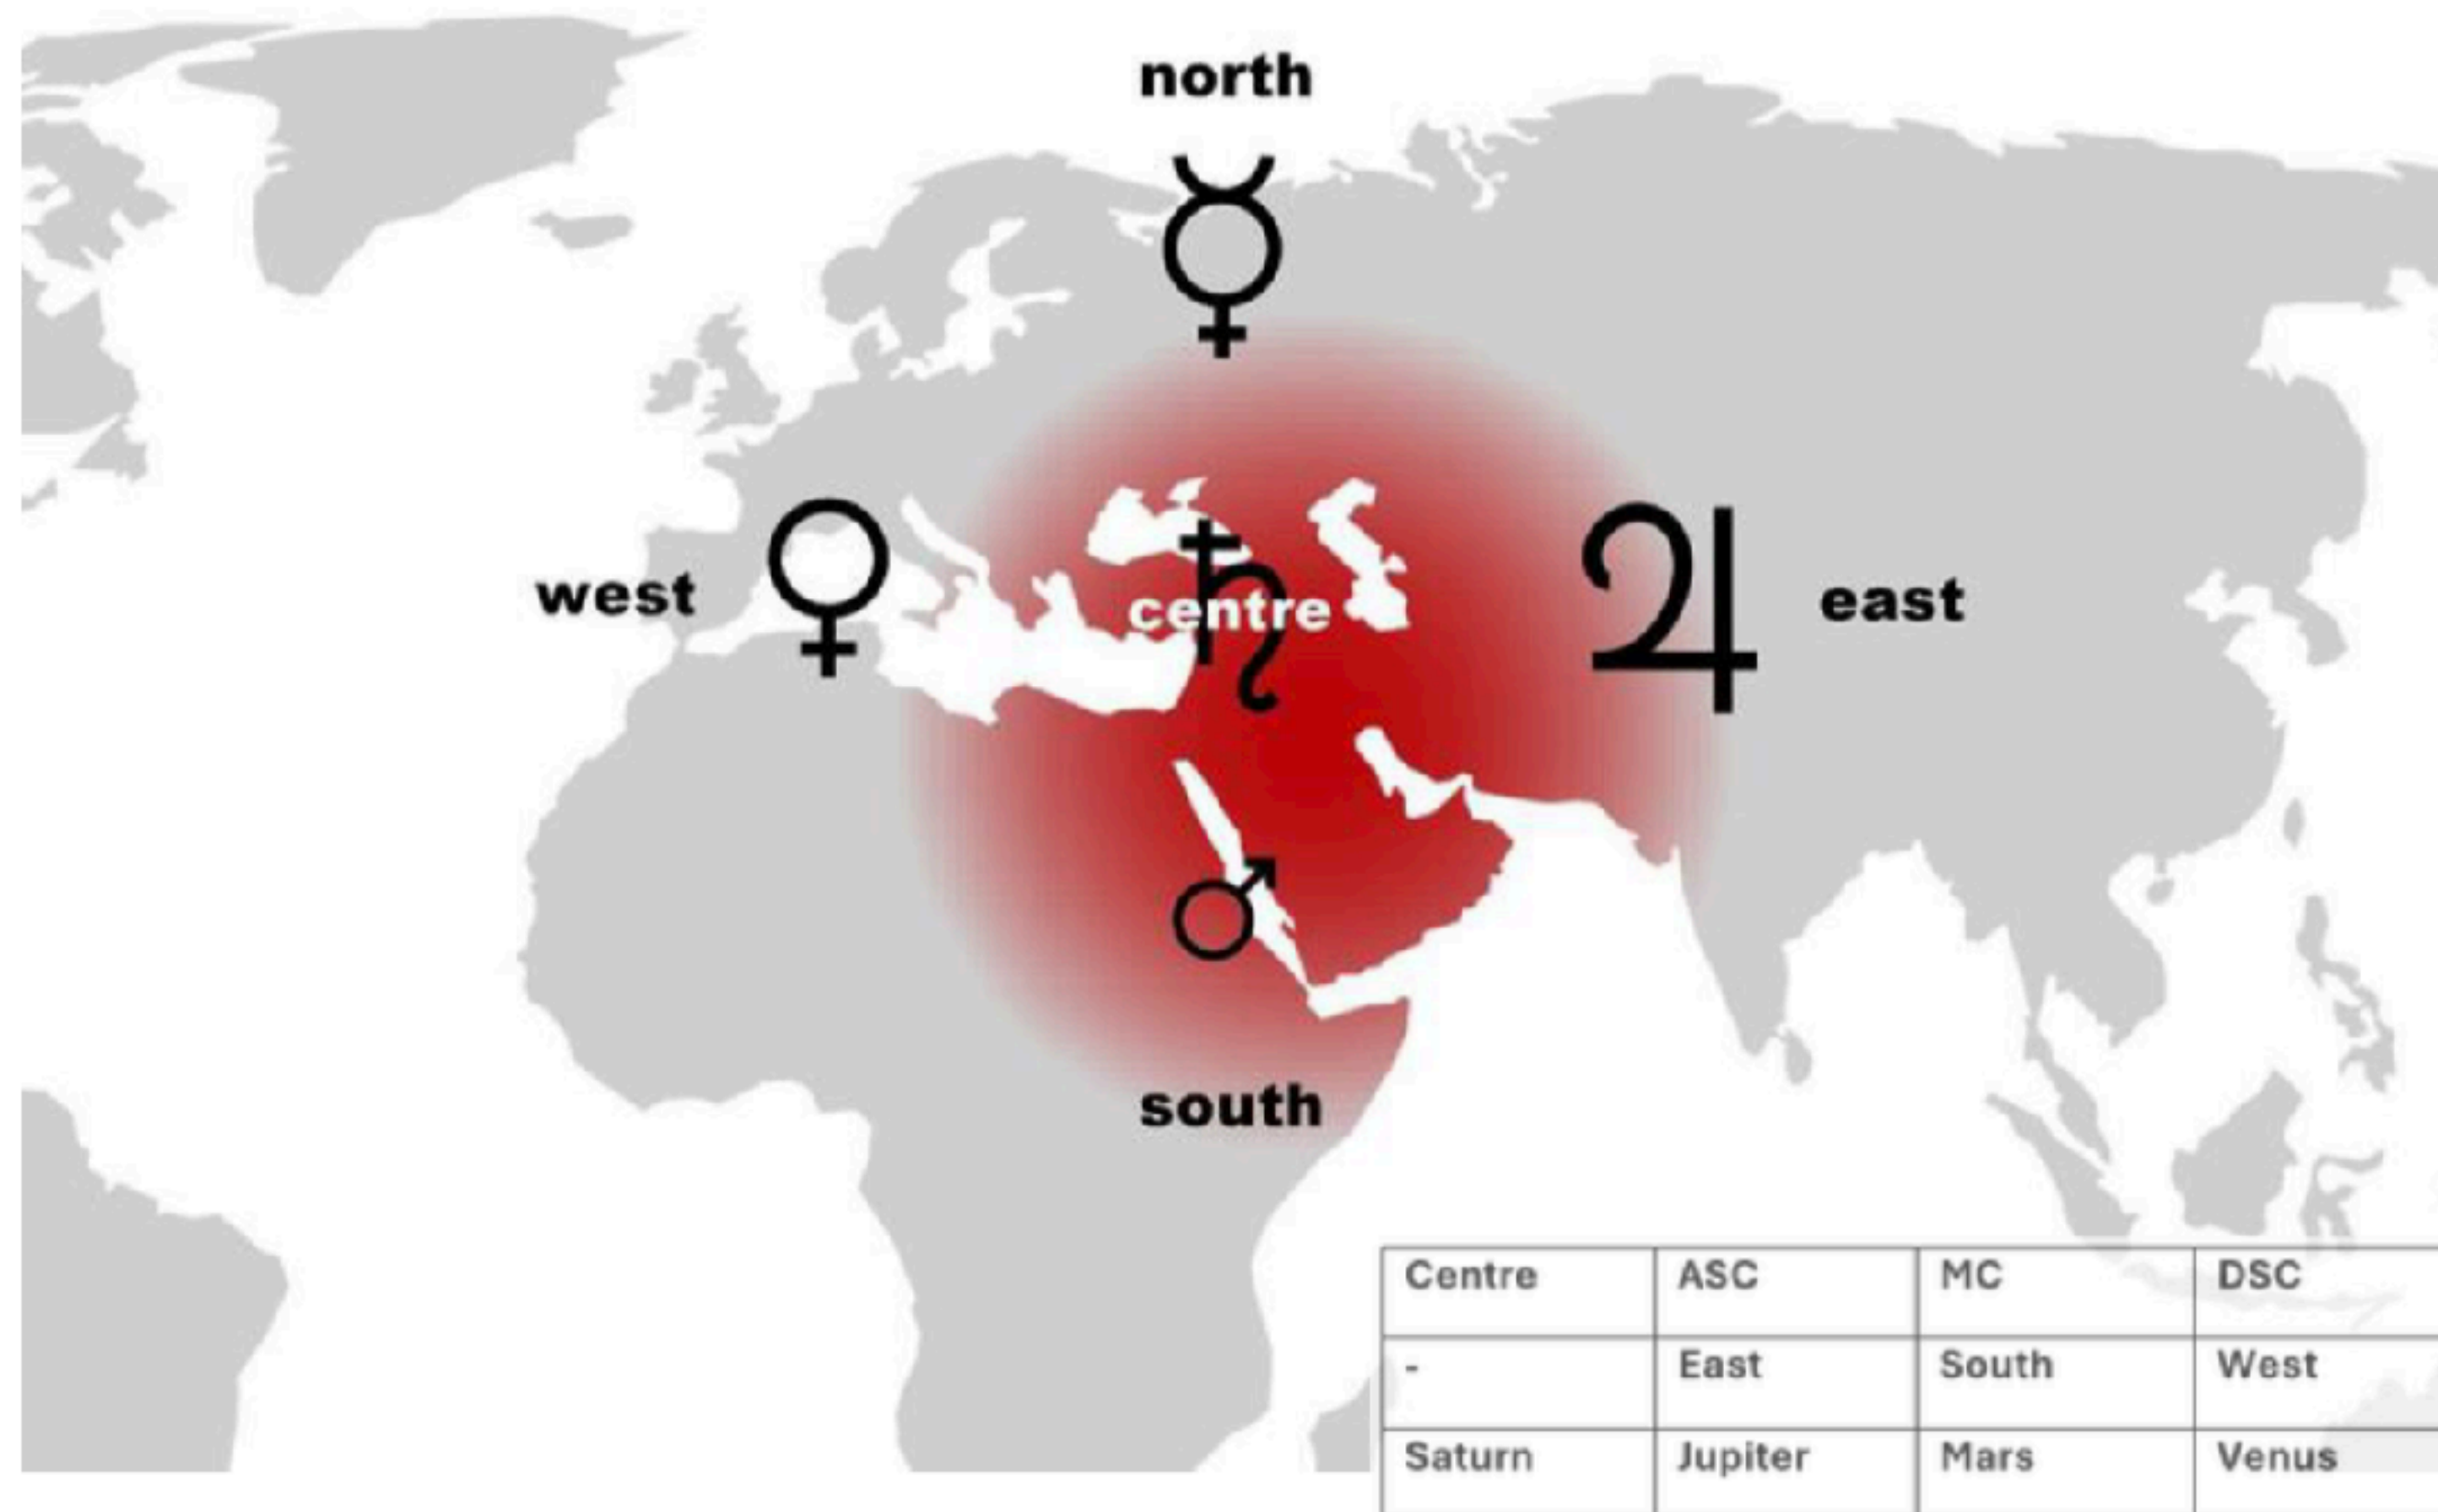 north
west
centre
east
south
Centre ASC MC DSC
- East South West
Saturn Jupiter Mars Venus